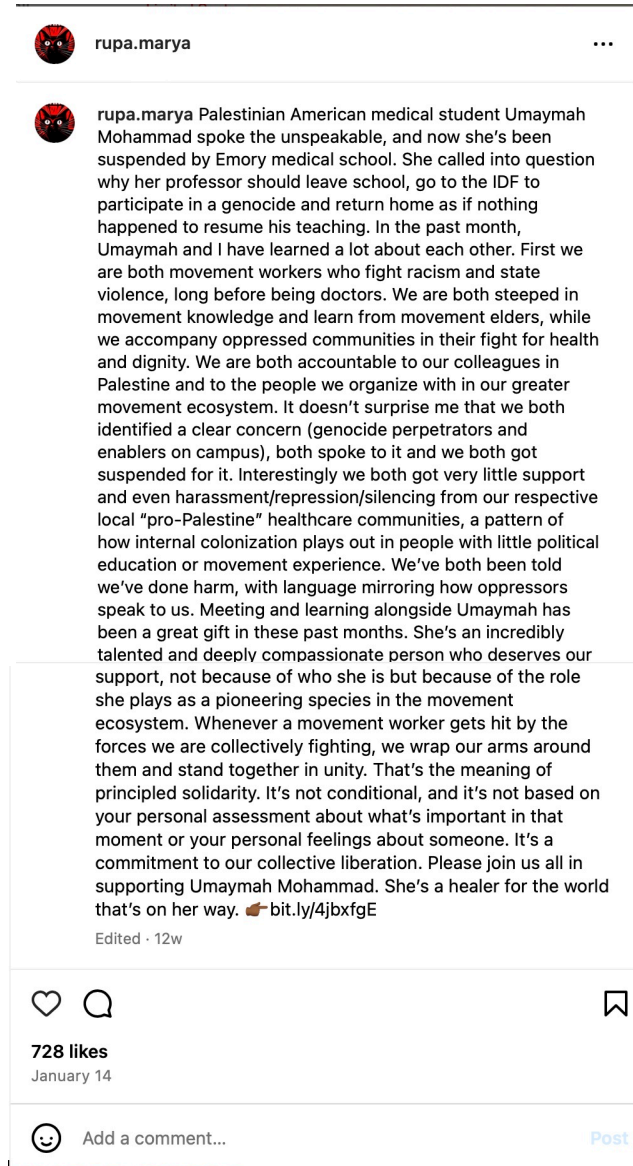 rupa.marya
rupa.marya Palestinian American medical student Umaymah
Mohammad spoke the unspeakable, and now she’s been
suspended by Emory medical school. She called into question
why her professor should leave school, go to the IDF to
participate in a genocide and return home as if nothing
happened to resume his teaching. In the past month,
Umaymah and I have learned a lot about each other. First we
are both movement workers who fight racism and state
violence, long before being doctors. We are both steeped in
movement knowledge and learn from movement elders, while
we accompany oppressed communities in their fight for health
and dignity. We are both accountable to our colleagues in
Palestine and to the people we organize with in our greater
movement ecosystem. It doesn’t surprise me that we both
identified a clear concern (genocide perpetrators and
enablers on campus), both spoke to it and we both got
suspended for it. Interestingly we both got very little support
and even harassment/repression/silencing from our respective
local “pro-Palestine” healthcare communities, a pattern of
how internal colonization plays out in people with little political
education or movement experience. We’ve both been told
we’ve done harm, with language mirroring how oppressors
speak to us. Meeting and learning alongside Umaymah has
been a great gift in these past months. She’s an incredibly
talented and deeply compassionate person who deserves our
support, not because of who she is but because of the role
she plays as a pioneering species in the movement
ecosystem. Whenever a movement worker gets hit by the
forces we are collectively fighting, we wrap our arms around
them and stand together in unity. That’s the meaning of
principled solidarity. It’s not conditional, and it’s not based on
your personal assessment about what’s important in that
moment or your personal feelings about someone. It’s a
commitment to our collective liberation. Please join us all in
supporting Umaymah Mohammad. She’s a healer for the world
that’s on her way. 👉🏾bit.ly/4jbxfgE
Edited · 12w
728 likes
January 14
Add a comment...
Post